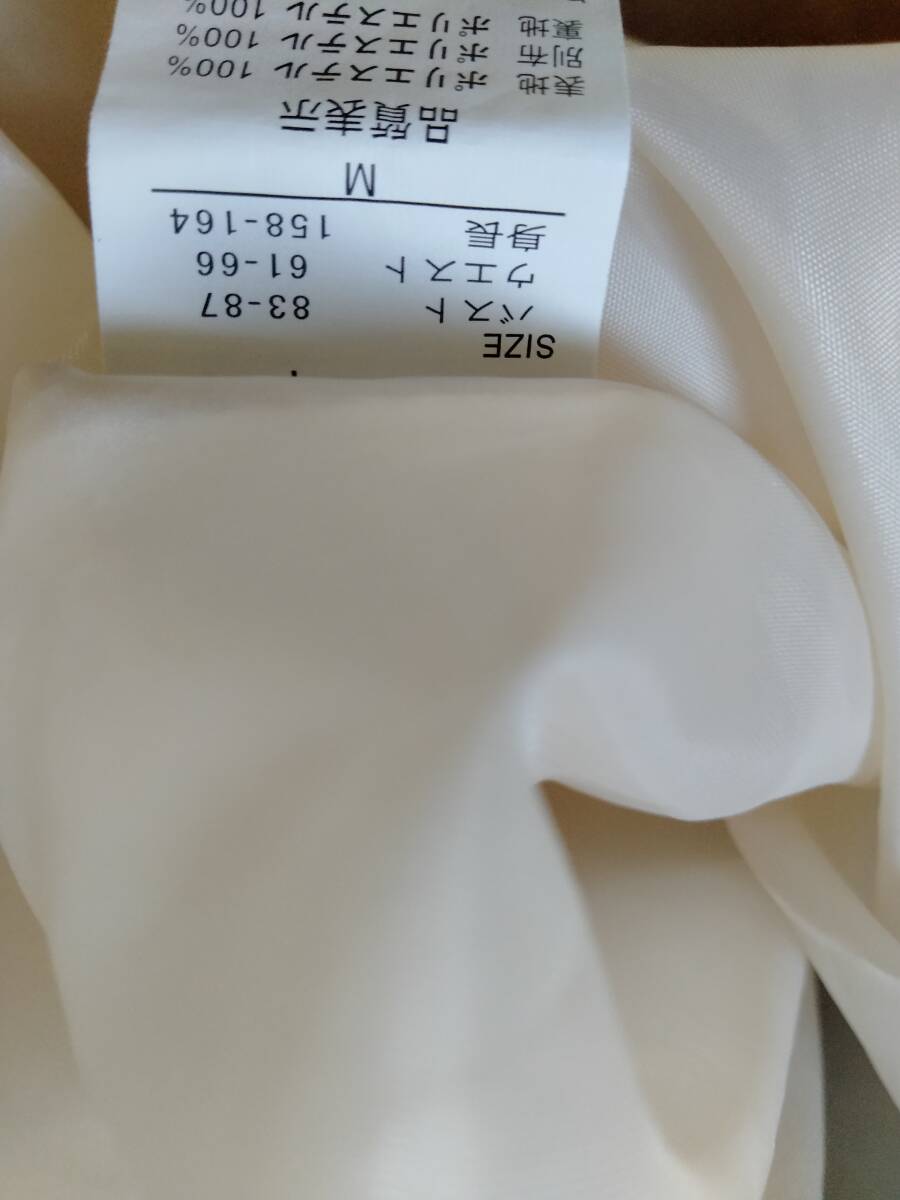 SIZE
バスト 83-87
ウエスト 61-66
身長 158-164
M
品質表示
表地 ポリエステル 100%
別布 ポリエステル 100%
裏地 ポリエステル 100%